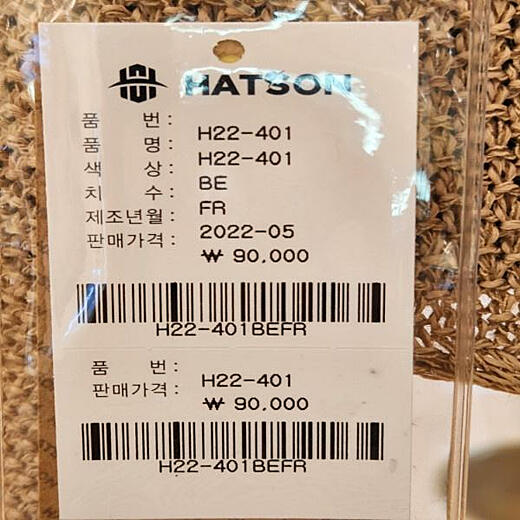 HATSON
품 번 : H22-401
품 명 : H22-401
색 상 : BE
치 수 : FR
제조년월 : 2022-05
판매가격 : ₩ 90,000
H22-401BEFR
품 번 : H22-401
판매가격 : ₩ 90,000
H22-401BEFR